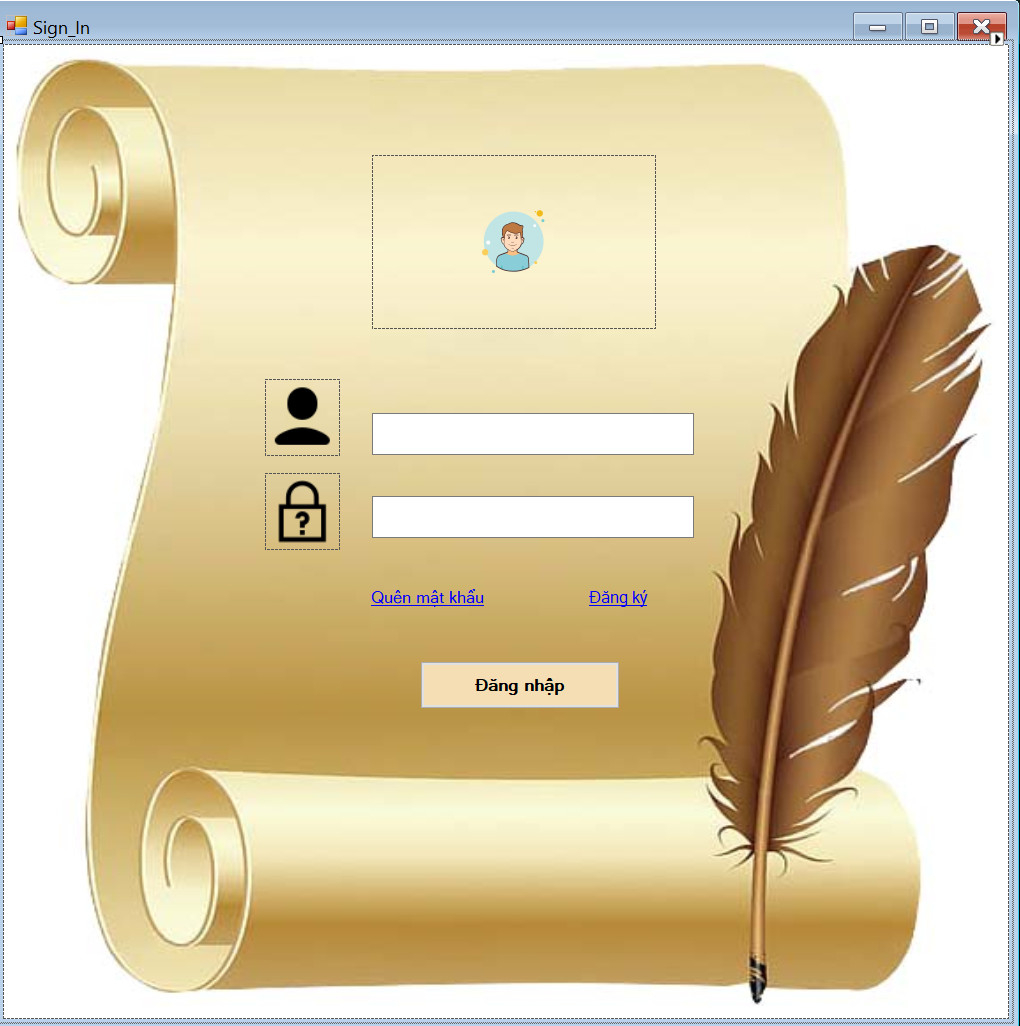 Sign_In
Quên mật khẩu
Đăng ký
Đăng nhập